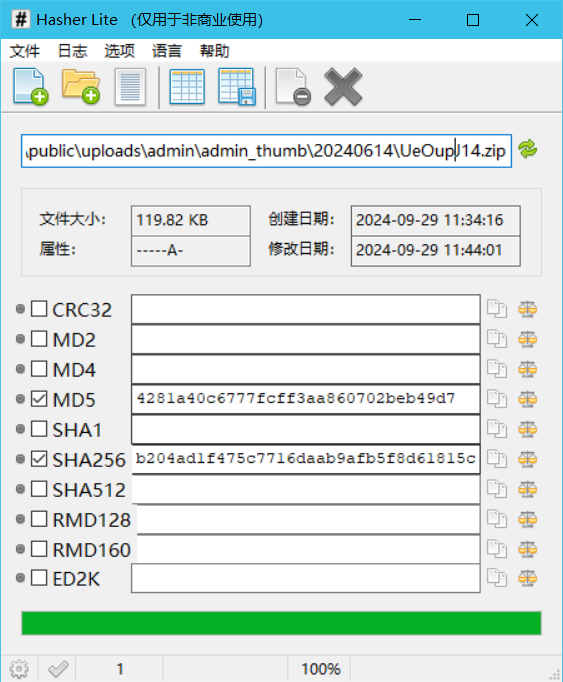 # Hasher Lite （仅用于非商业使用）
文件 日志 选项 语言 帮助
\public\uploads\admin\admin_thumb\20240614\UeOupJ14.zip
文件大小： 119.82 KB 创建日期： 2024-09-29 11:34:16
属性： -----A- 修改日期： 2024-09-29 11:44:01
CRC32
MD2
MD4
MD5 4281a40c6777fcff3aa860702beb49d7
SHA1
SHA256 b204ad1f475c7716daab9afb5f8d61815c
SHA512
RMD128
RMD160
ED2K
1 100%